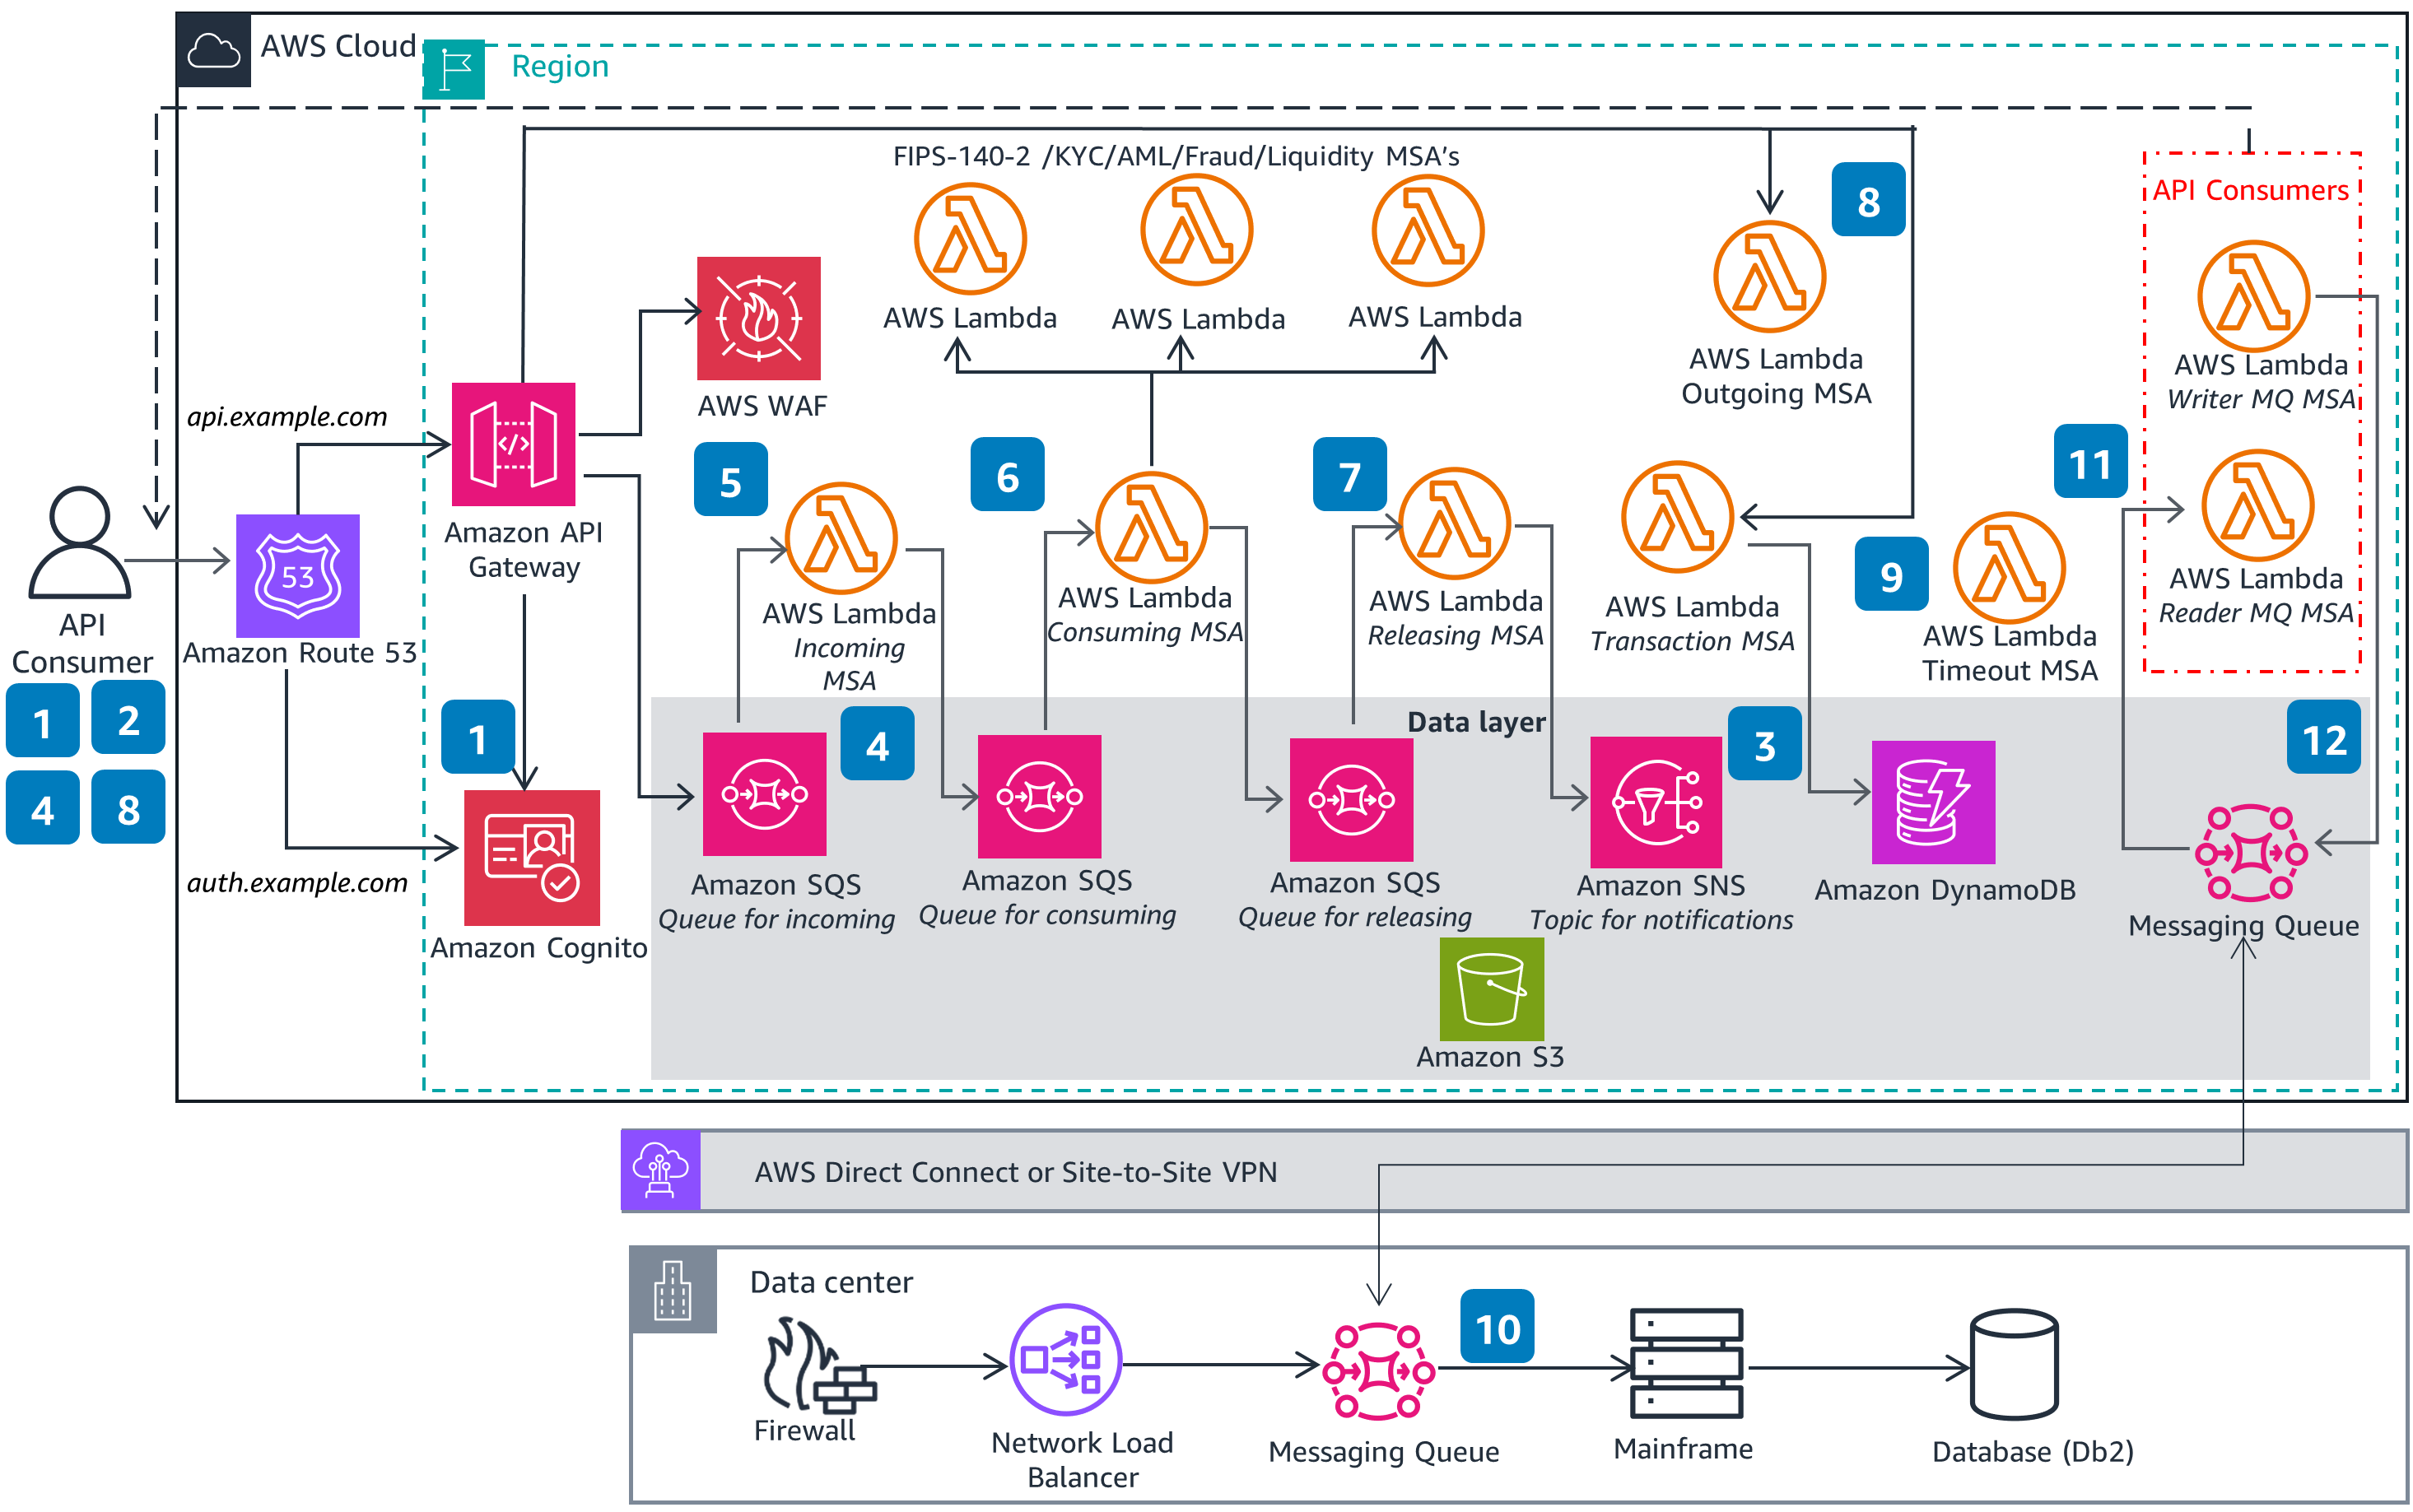 AWS Cloud
Region
FIPS-140-2 /KYC/AML/Fraud/Liquidity MSA's
8
API Consumers
AWS Lambda
AWS Lambda
AWS Lambda
AWS Lambda
Outgoing MSA
AWS Lambda
Writer MQ MSA
AWS WAF
api.example.com
5
6
7
11
Amazon API
Gateway
53
9
API
Consumer
Amazon Route 53
AWS Lambda
Incoming
MSA
AWS Lambda
Consuming MSA
AWS Lambda
Releasing MSA
AWS Lambda
Transaction MSA
AWS Lambda
Timeout MSA
AWS Lambda
Reader MQ MSA
1
2
4
8
1
4
Data layer
3
12
auth.example.com
Amazon Cognito
Amazon SQS
Queue for incoming
Amazon SQS
Queue for consuming
Amazon SQS
Queue for releasing
Amazon SNS
Topic for notifications
Amazon DynamoDB
Messaging Queue
Amazon S3
AWS Direct Connect or Site-to-Site VPN
Data center
10
Firewall
Network Load
Balancer
Messaging Queue
Mainframe
Database (Db2)